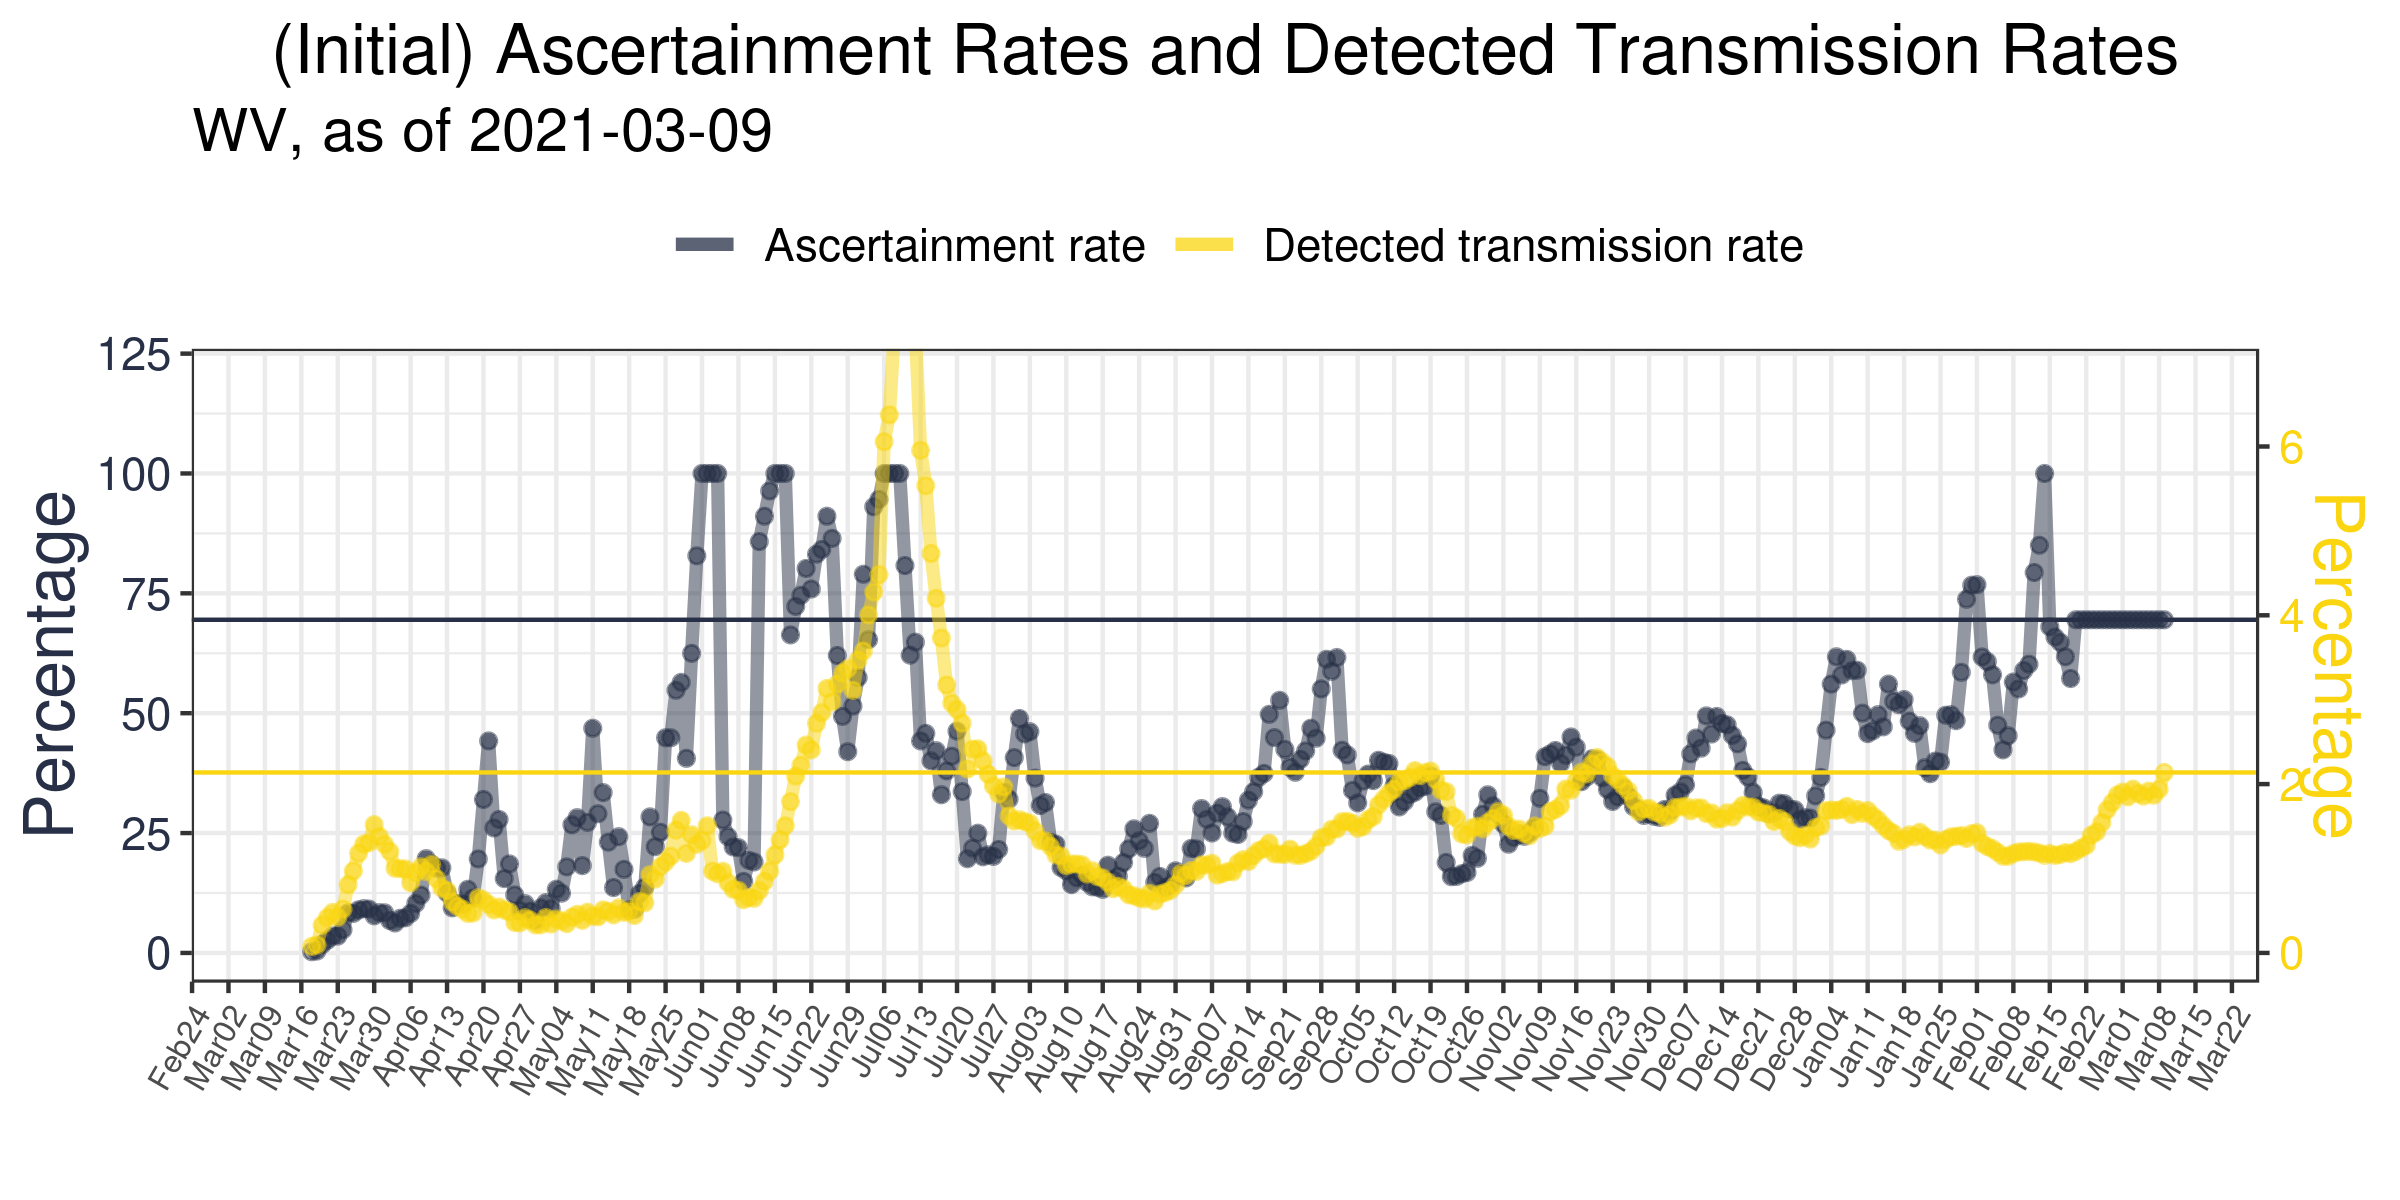 (Initial) Ascertainment Rates and Detected Transmission Rates
WV, as of 2021-03-09
Ascertainment rate
Detected transmission rate
Percentage
125
100
75
50
25
0
6
4
2
0
Percentage
Feb24
Mar02
Mar09
Mar16
Mar23
Mar30
Apr06
Apr13
Apr20
Apr27
May04
May11
May18
May25
Jun01
Jun08
Jun15
Jun22
Jun29
Jul06
Jul13
Jul20
Jul27
Aug03
Aug10
Aug17
Aug24
Aug31
Sep07
Sep14
Sep21
Sep28
Oct05
Oct12
Oct19
Oct26
Nov02
Nov09
Nov16
Nov23
Nov30
Dec07
Dec14
Dec21
Dec28
Jan04
Jan11
Jan18
Jan25
Feb01
Feb08
Feb15
Feb22
Mar01
Mar08
Mar15
Mar22